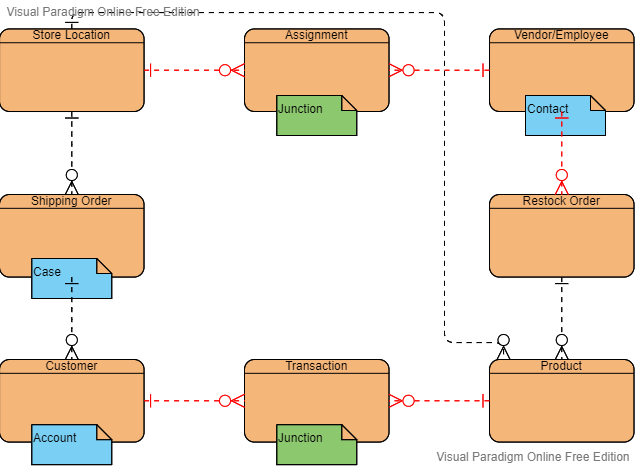 Visual Paradigm Online Free Edition
Store Location
Assignment
Vendor/Employee
Junction
Contact
Shipping Order
Restock Order
Case
Customer
Transaction
Product
Account
Junction
Visual Paradigm Online Free Edition